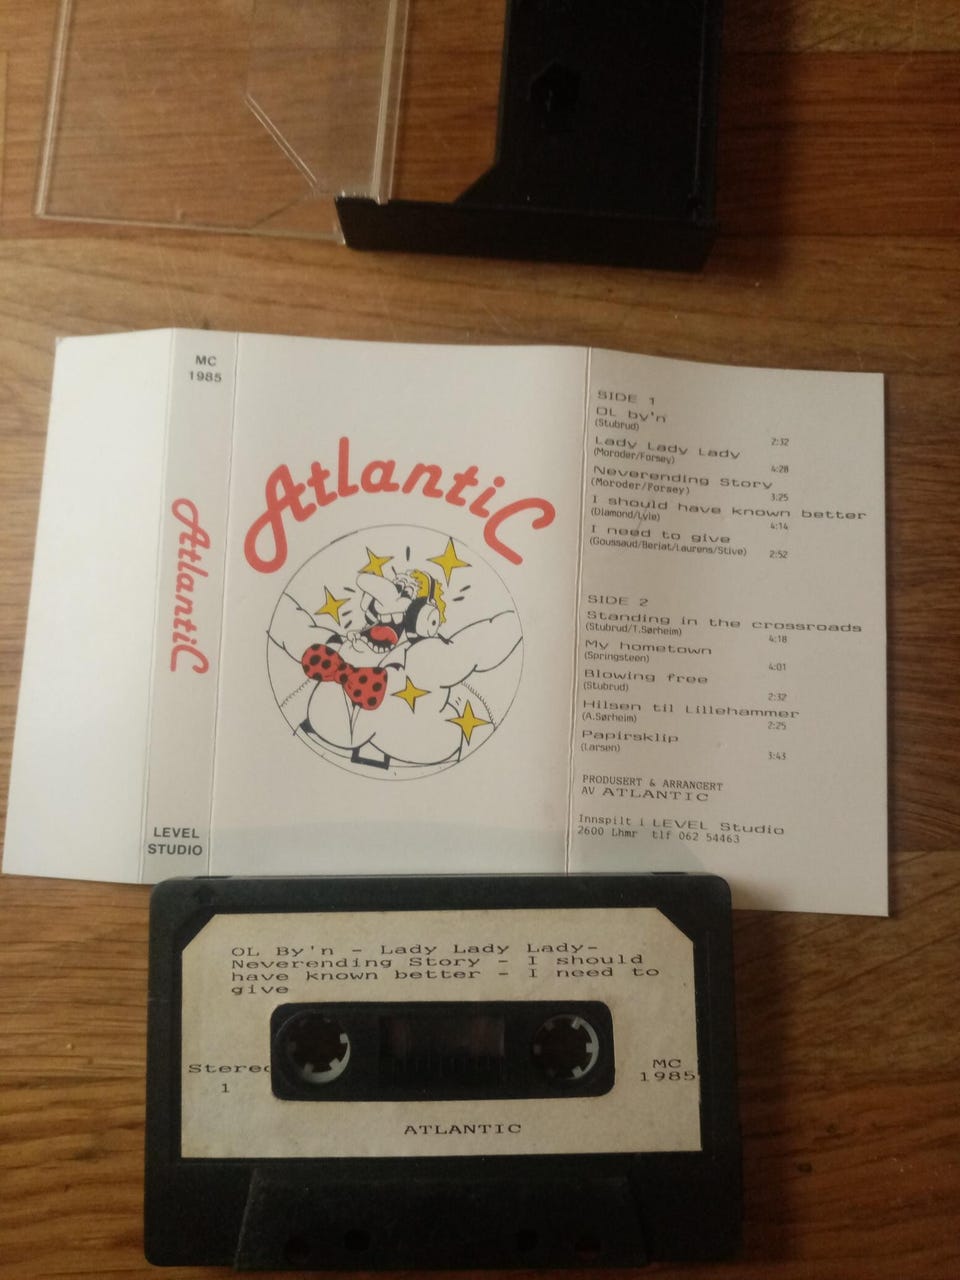 MC
1985
AtlantiC
LEVEL
STUDIO
AtlantiC
SIDE 1
OL by'n
(Stubrud)
2:32
Lady Lady Lady
(Moroder/Forsey)
4:28
Neverending Story
(Moroder/Forsey)
3:25
I should have known better
(Diamond/Lyle)
4:14
I need to give
(Goussaud/Beriat/Laurens/Stive)
2:52
SIDE 2
Standing in the crossroads
(Stubrud/T.Sørheim)
4:18
My hometown
(Springsteen)
4:01
Blowing free
(Stubrud)
2:32
Hilsen til Lillehammer
(A.Sørheim)
2:25
Papirsklip
(Larsen)
3:43
PRODUSERT & ARRANGERT
AV ATLANTIC
Innspilt i LEVEL Studio
2600 Lhmr tlf 062 54463
OL By'n - Lady Lady Lady-
Neverending Story - I should
have known better - I need to
give
Stereo
1
MC
1985
ATLANTIC